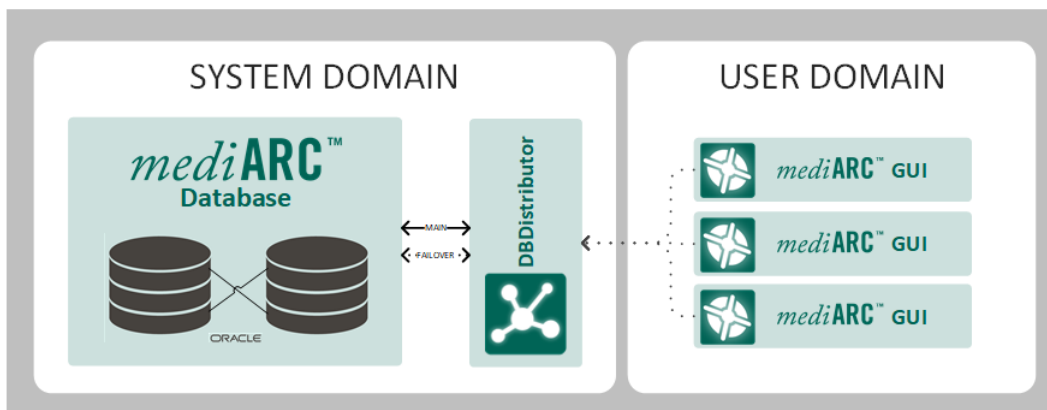 SYSTEM DOMAIN
mediARC™
Database
ORACLE
MAIN
FAILOVER
DBDistributor
USER DOMAIN
mediARC™ GUI
mediARC™ GUI
mediARC™ GUI